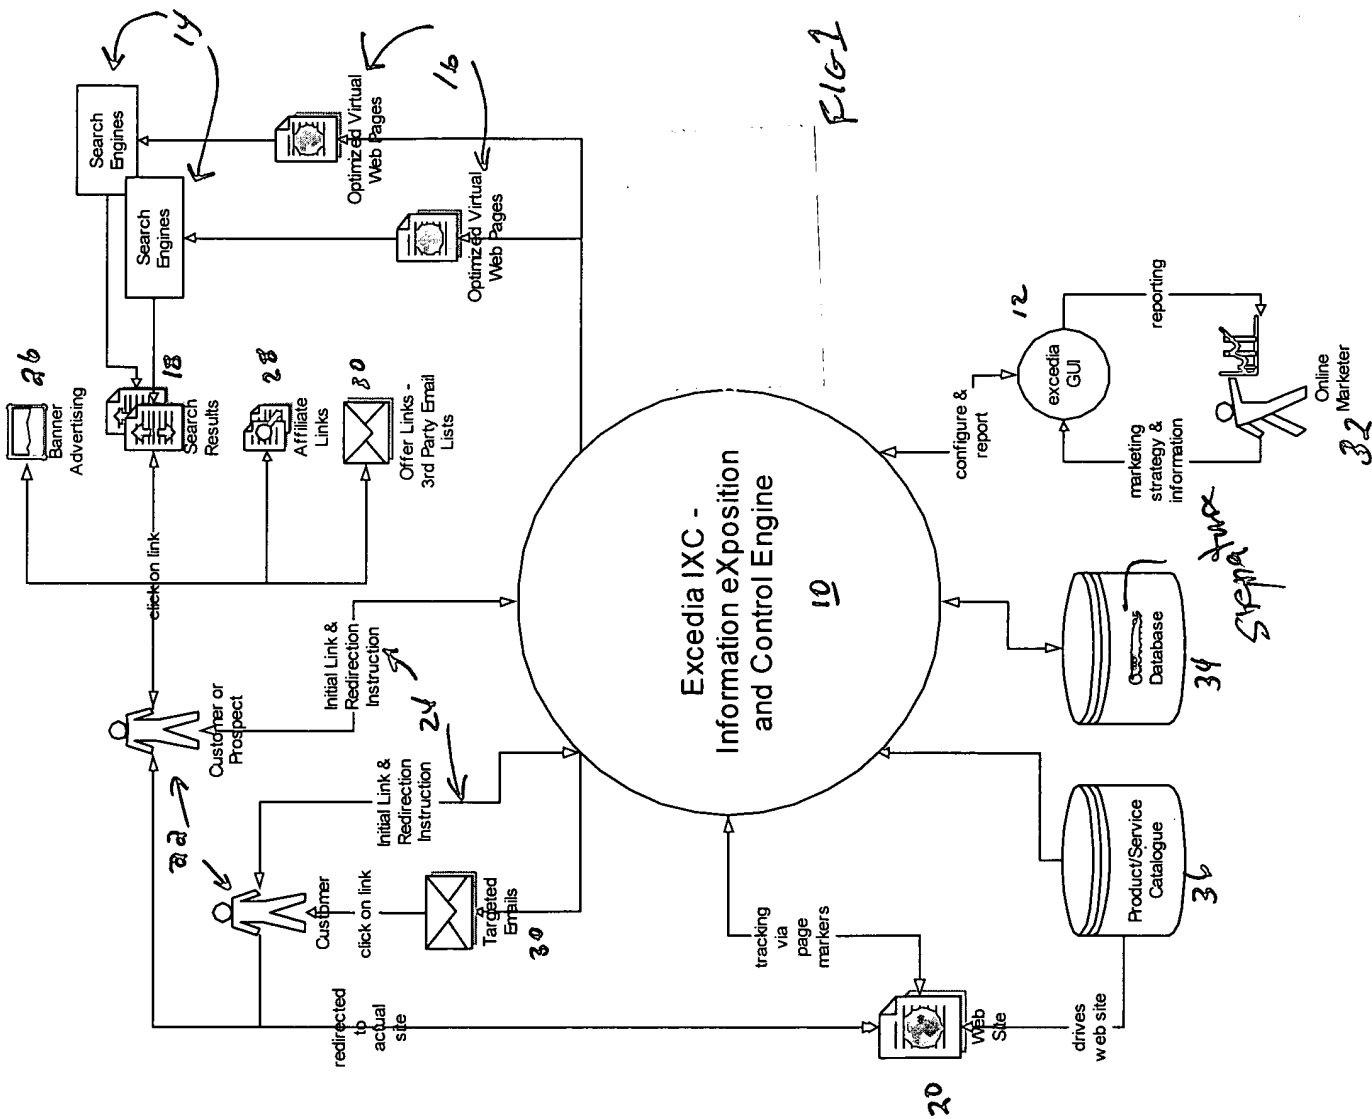 14
Search
Engines
Search
Engines
Optimized Virtual
Web Pages
16
Optimized Virtual
Web Pages
FIG 1
26
Banner
Advertising
18
Search
Results
28
Affiliate
Links
30
Offer Links -
3rd Party Email
Lists
click on link
22
Customer or
Prospect
Initial Link &
Redirection
Instruction
24
Initial Link &
Redirection
Instruction
Customer
click on link
Targeted
Emails
30
redirected
to
actual
site
Excedia IXC -
Information eXposition
and Control Engine
10
configure &
report
12
excedia
GUI
reporting
marketing
strategy &
information
Online
Marketer
32
Database
34
Product/Service
Catalogue
36
tracking
via
page
markers
Web
Site
20
drives
web site